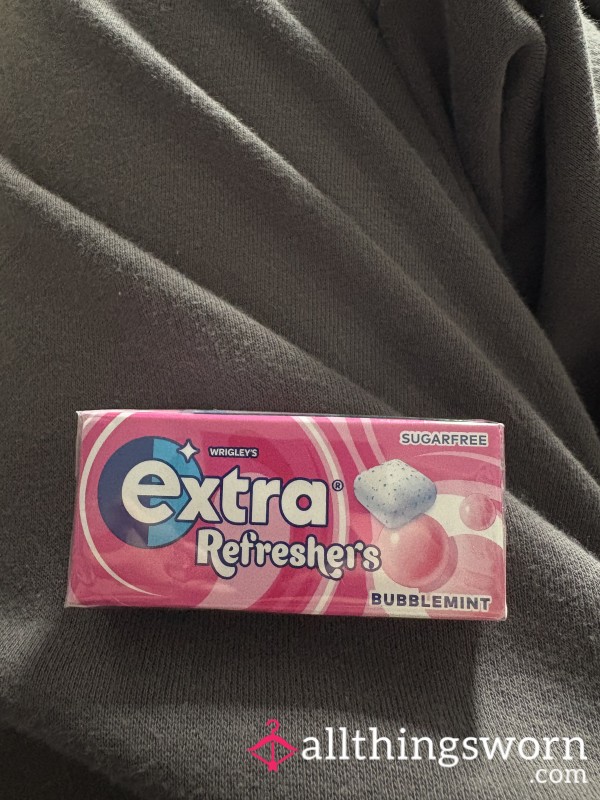 SUGARFREE
WRIGLEY'S
extra®
Refreshers
BUBBLEMINT
allthingsworn
.com